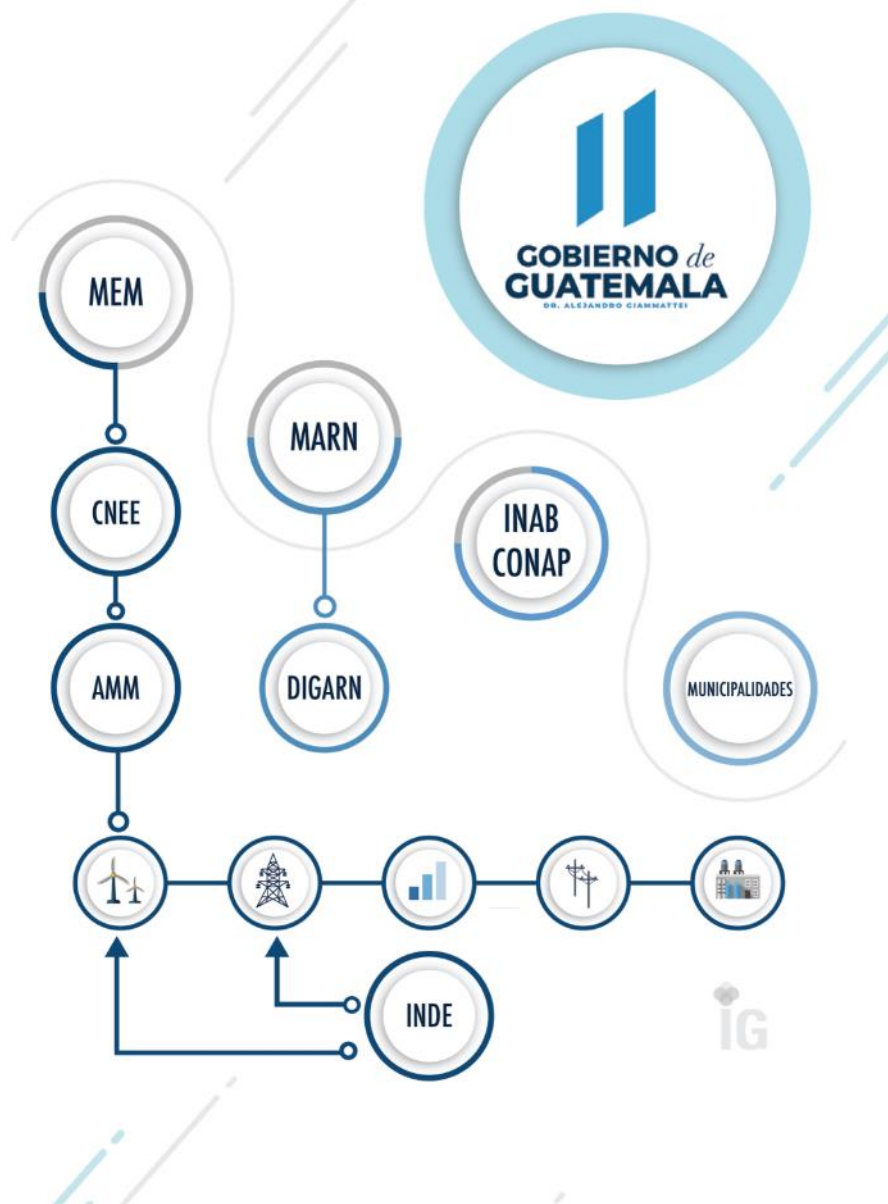 GOBIERNO de
GUATEMALA
DR. ALEJANDRO GIAMMATTEI
MEM
MARN
CNEE
INAB
CONAP
AMM
DIGARN
MUNICIPALIDADES
INDE
IG